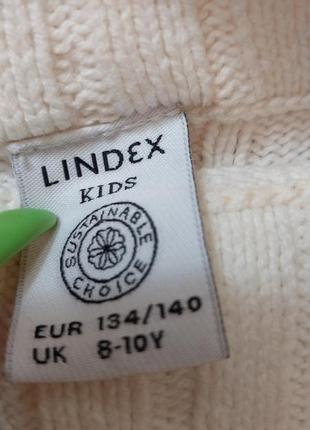 LINDEX
KIDS
SUSTAINABLE
CHOICE
EUR 134/140
UK 8-10Y